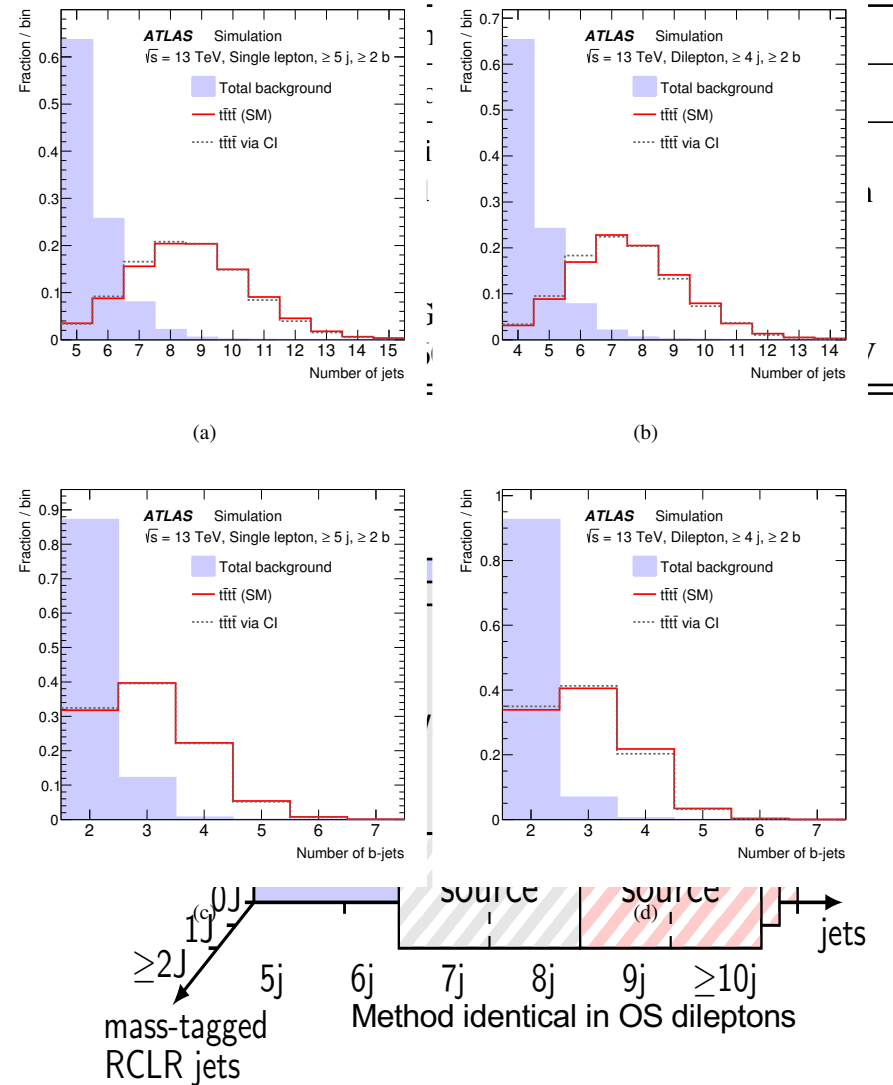 Fraction / bin
ATLAS Simulation
√s = 13 TeV, Single lepton, ≥ 5 j, ≥ 2 b
Total background
tt̄tt̄ (SM)
tt̄tt̄ via CI
0.6
0.5
0.4
0.3
0.2
0.1
0
5 6 7 8 9 10 11 12 13 14 15
Number of jets
(a)
Fraction / bin
0.7
ATLAS Simulation
√s = 13 TeV, Dilepton, ≥ 4 j, ≥ 2 b
Total background
tt̄tt̄ (SM)
tt̄tt̄ via CI
0.6
0.5
0.4
0.3
0.2
0.1
0
4 5 6 7 8 9 10 11 12 13 14
Number of jets
(b)
Fraction / bin
ATLAS Simulation
√s = 13 TeV, Single lepton, ≥ 5 j, ≥ 2 b
Total background
tt̄tt̄ (SM)
tt̄tt̄ via CI
0.9
0.8
0.7
0.6
0.5
0.4
0.3
0.2
0.1
0
2 3 4 5 6 7
Number of b-jets
(c)
Fraction / bin
1
ATLAS Simulation
√s = 13 TeV, Dilepton, ≥ 4 j, ≥ 2 b
Total background
tt̄tt̄ (SM)
tt̄tt̄ via CI
0.8
0.6
0.4
0.2
0
2 3 4 5 6 7
Number of b-jets
(d)
source source
0J
1J
≥2J
jets
5j 6j 7j 8j 9j ≥10j
mass-tagged
RCLR jets
Method identical in OS dileptons